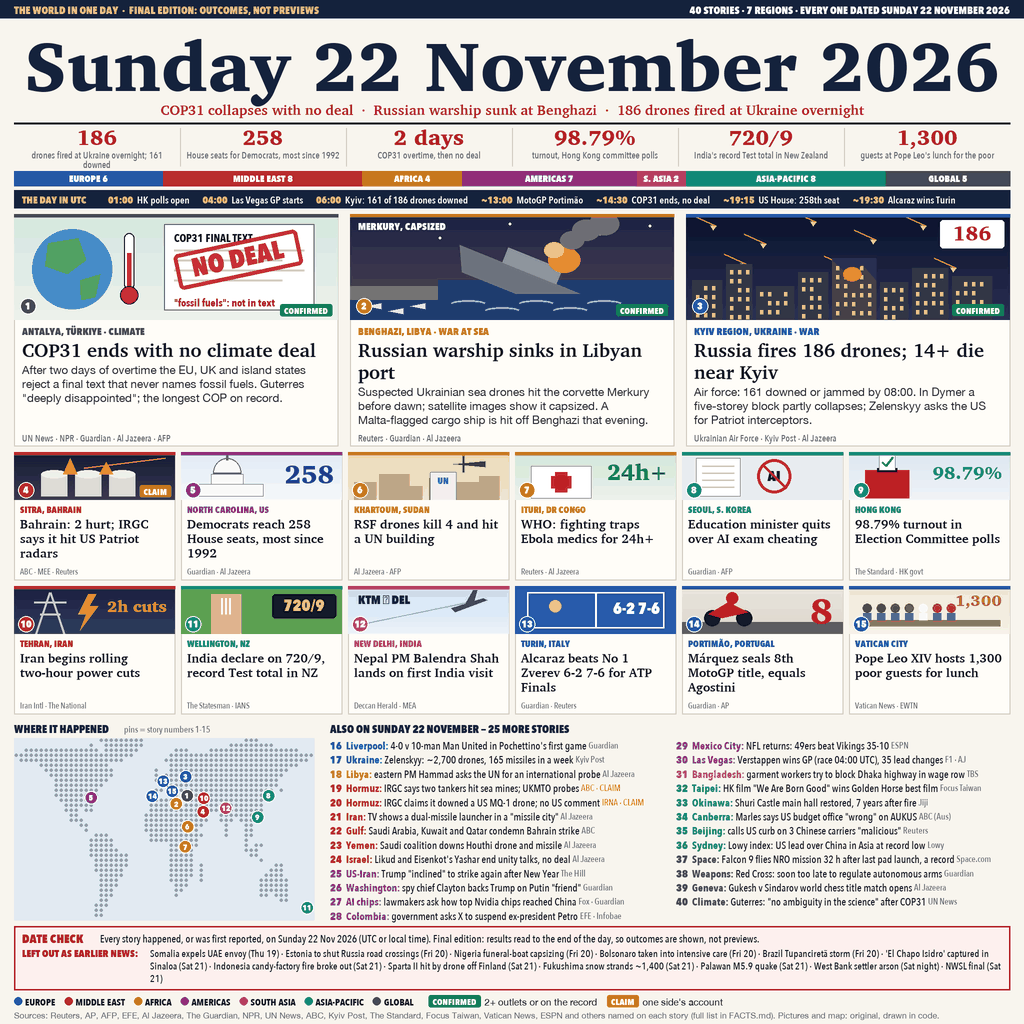 THE WORLD IN ONE DAY · FINAL EDITION: OUTCOMES, NOT PREVIEWS
40 STORIES · 7 REGIONS · EVERY ONE DATED SUNDAY 22 NOVEMBER 2026
Sunday 22 November 2026
COP31 collapses with no deal · Russian warship sunk at Benghazi · 186 drones fired at Ukraine overnight
186
drones fired at Ukraine overnight; 161
downed
258
House seats for Democrats, most since 1992
2 days
COP31 overtime, then no deal
98.79%
turnout, Hong Kong committee polls
720/9
India's record Test total in New Zealand
1,300
guests at Pope Leo's lunch for the poor
EUROPE 6
MIDDLE EAST 8
AFRICA 4
AMERICAS 7
S. ASIA 2
ASIA-PACIFIC 8
GLOBAL 5
THE DAY IN UTC 01:00 HK polls open 04:00 Las Vegas GP starts 06:00 Kyiv: 161 of 186 drones downed ~13:00 MotoGP Portimão ~14:30 COP31 ends, no deal ~19:15 US House: 258th seat ~19:30 Alcaraz wins Turin
COP31 FINAL TEXT
NO DEAL
"fossil fuels": not in text
1
CONFIRMED
ANTALYA, TÜRKIYE · CLIMATE
COP31 ends with no climate deal
After two days of overtime the EU, UK and island states
reject a final text that never names fossil fuels. Guterres
"deeply disappointed"; the longest COP on record.
UN News · NPR · Guardian · Al Jazeera · AFP
MERKURY, CAPSIZED
2
CONFIRMED
BENGHAZI, LIBYA · WAR AT SEA
Russian warship sinks in Libyan
port
Suspected Ukrainian sea drones hit the corvette Merkury
before dawn; satellite images show it capsized. A
Malta-flagged cargo ship is hit off Benghazi that evening.
Reuters · Guardian · Al Jazeera
186
3
CONFIRMED
KYIV REGION, UKRAINE · WAR
Russia fires 186 drones; 14+ die
near Kyiv
Air force: 161 downed or jammed by 08:00. In Dymer a
five-storey block partly collapses; Zelenskyy asks the US
for Patriot interceptors.
Ukrainian Air Force · Kyiv Post · Al Jazeera
4
CLAIM
SITRA, BAHRAIN
Bahrain: 2 hurt; IRGC
says it hit US Patriot
radars
ABC · MEE · Reuters
258
5
NORTH CAROLINA, US
Democrats reach 258
House seats, most since
1992
Guardian · Al Jazeera
UN
6
KHARTOUM, SUDAN
RSF drones kill 4 and hit
a UN building
Al Jazeera · AFP
24h+
7
ITURI, DR CONGO
WHO: fighting traps
Ebola medics for 24h+
Reuters · Al Jazeera
AI
8
SEOUL, S. KOREA
Education minister quits
over AI exam cheating
Guardian · AFP
98.79%
9
HONG KONG
98.79% turnout in
Election Committee polls
The Standard · HK govt
2h cuts
10
TEHRAN, IRAN
Iran begins rolling
two-hour power cuts
Iran Intl · The National
720/9
11
WELLINGTON, NZ
India declare on 720/9,
record Test total in NZ
The Statesman · IANS
KTM DEL
12
NEW DELHI, INDIA
Nepal PM Balendra Shah
lands on first India visit
Deccan Herald · MEA
6-2 7-6
13
TURIN, ITALY
Alcaraz beats No 1
Zverev 6-2 7-6 for ATP
Finals
Guardian · Reuters
8
14
PORTIMÃO, PORTUGAL
Márquez seals 8th
MotoGP title, equals
Agostini
Guardian · AP
1,300
15
VATICAN CITY
Pope Leo XIV hosts 1,300
poor guests for lunch
Vatican News · EWTN
WHERE IT HAPPENED pins = story numbers 1-15
3
13
14
15
1
2
10
4
12
8
9
5
6
7
11
ALSO ON SUNDAY 22 NOVEMBER – 25 MORE STORIES
16 Liverpool: 4-0 v 10-man Man United in Pochettino's first game Guardian
17 Ukraine: Zelensky: ~2,700 drones, 165 missiles in a week Kyiv Post
18 Libya: eastern PM Hammad asks the UN for an international probe Al Jazeera
19 Hormuz: IRGC says two tankers hit sea mines; UKMTO probes ABC · CLAIM
20 Hormuz: IRGC claims it downed a US MQ-1 drone; no US comment IRNA · CLAIM
21 Iran: TV shows a dual-missile launcher in a "missile city" Al Jazeera
22 Gulf: Saudi Arabia, Kuwait and Qatar condemn Bahrain strike ABC
23 Yemen: Saudi coalition downs Houthi drone and missile Al Jazeera
24 Israel: Likud and Eisenkot's Yashar end unity talks, no deal Al Jazeera
25 US-Iran: Trump "inclined" to strike again after New Year The Hill
26 Washington: spy chief Clayton backs Trump on Putin "friend" Guardian
27 AI chips: lawmakers ask how top Nvidia chips reached China Fox · Guardian
28 Colombia: government asks X to suspend ex-president Petro EFE · Infobae
29 Mexico City: NFL returns: 49ers beat Vikings 35-10 ESPN
30 Las Vegas: Verstappen wins GP (race 04:00 UTC), 35 lead changes F1 · AJ
31 Bangladesh: garment workers try to block Dhaka highway in wage row TBS
32 Taipei: HK film "We Are Born Good" wins Golden Horse best film Focus Taiwan
33 Okinawa: Shuri Castle main hall restored, 7 years after fire Jiji
34 Canberra: Marles says US budget office "wrong" on AUKUS ABC (Aus)
35 Beijing: calls US curb on 3 Chinese carriers "malicious" Reuters
36 Sydney: Lowy index: US lead over China in Asia at record low Lowy
37 Space: Falcon 9 flies NRO mission 32 h after last pad launch, a record Space.com
38 Weapons: Red Cross: soon too late to regulate autonomous arms Guardian
39 Geneva: Gukesh v Sindarov world chess title match opens Al Jazeera
40 Climate: Guterres: "no ambiguity in the science" after COP31 UN News
DATE CHECK Every story happened, or was first reported, on Sunday 22 Nov 2026 (UTC or local time). Final edition: results read to the end of the day, so outcomes are shown, not previews.
LEFT OUT AS EARLIER NEWS: Somalia expels UAE envoy (Thu 19) · Estonia to shut Russia road crossings (Fri 20) · Nigeria funeral-boat capsizing (Fri 20) · Bolsonaro taken into intensive care (Fri 20) · Brazil Tupanciretã storm (Fri 20) · 'El Chapo Isidro' captured in
Sinaloa (Sat 21) · Indonesia candy-factory fire broke out (Sat 21) · Sparta II hit by drone off Finland (Sat 21) · Fukushima snow strands ~1,400 (Sat 21) · Palawan M5.9 quake (Sat 21) · West Bank settler arson (Sat night) · NWSL final (Sat
21)
EUROPE MIDDLE EAST AFRICA AMERICAS SOUTH ASIA ASIA-PACIFIC GLOBAL CONFIRMED 2+ outlets or on the record CLAIM one side's account
Sources: Reuters, AP, AFP, EFE, Al Jazeera, The Guardian, NPR, UN News, ABC, Kyiv Post, The Standard, Focus Taiwan, Vatican News, ESPN and others named on each story (full list in FACTS.md). Pictures and map: original, drawn in code.